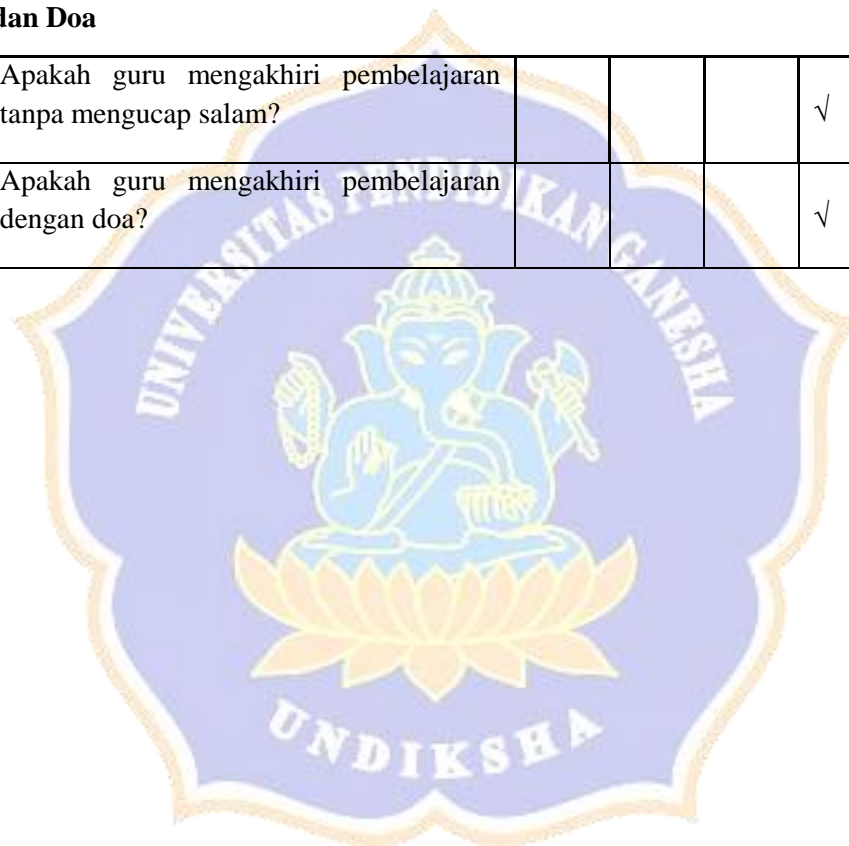 dan Doa
Apakah guru mengakhiri pembelajaran
tanpa mengucap salam?
√
Apakah guru mengakhiri pembelajaran
dengan doa?
√
UNIVERSITAS PENDIDIKAN GANESHA
UNDIKSHA